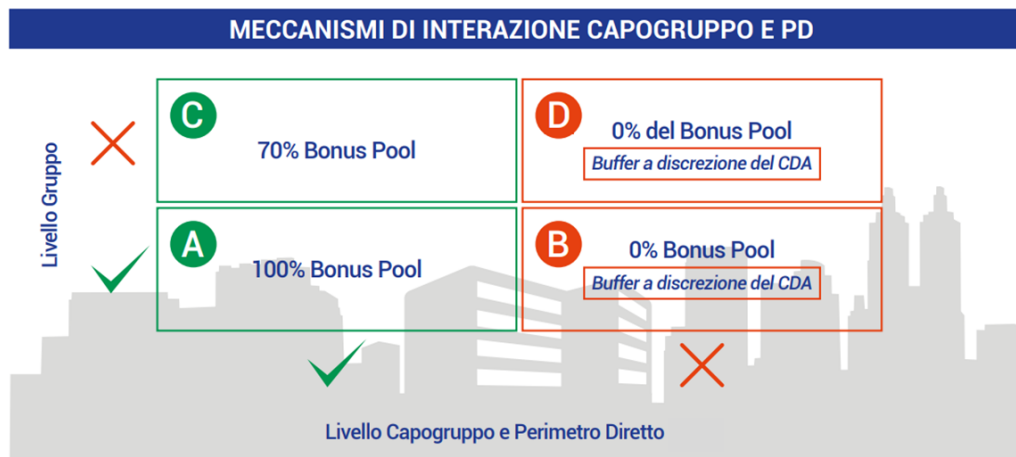 MECCANISMI DI INTERAZIONE CAPOGRUPPO E PD
C
70% Bonus Pool
D
0% del Bonus Pool
Buffer a discrezione del CDA
Livello Gruppo
A
100% Bonus Pool
B
0% Bonus Pool
Buffer a discrezione del CDA
Livello Capogruppo e Perimetro Diretto